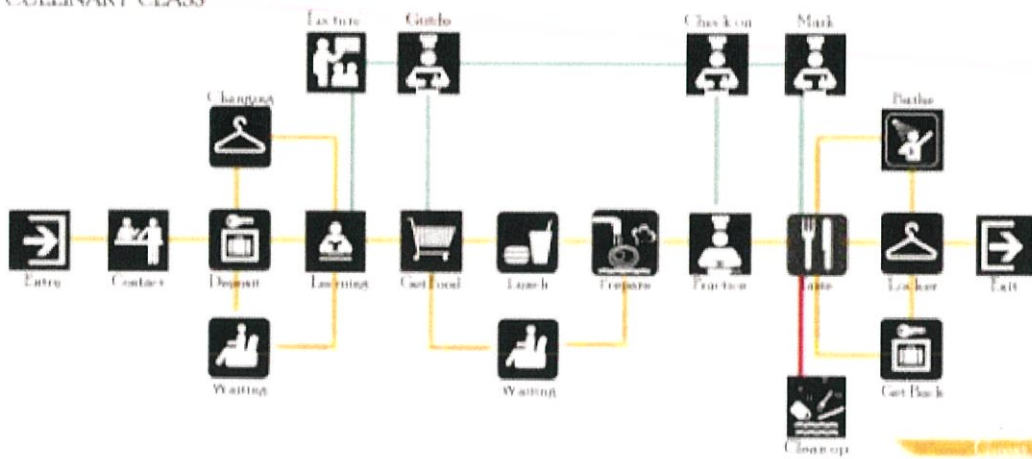 CULINARY CLASS
Lecture
Guide
Check on
Mark
Changing
Bathe
Entry
Contact
Deposit
Learning
Get Food
Lunch
Prepare
Practice
Taste
Locker
Exit
Waiting
Waiting
Get Back
Clean up